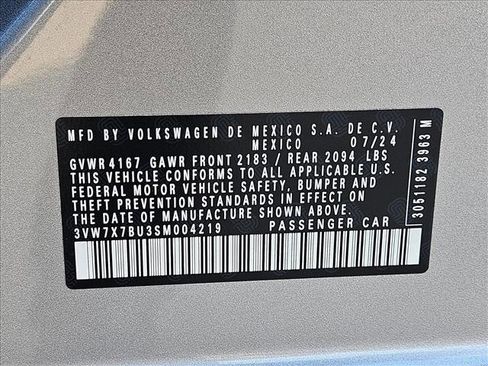 MFD BY VOLKSWAGEN DE MEXICO S.A. DE C.V.
MEXICO 07/24
GVWR4167 GAWR FRONT 2183 / REAR 2094 LBS
THIS VEHICLE CONFORMS TO ALL APPLICABLE U.S.
FEDERAL MOTOR VEHICLE SAFETY, BUMPER AND
THEFT PREVENTION STANDARDS IN EFFECT ON
THE DATE OF MANUFACTURE SHOWN ABOVE.
3VW7X7BU3SM004219 PASSENGER CAR
3051182 3963 M